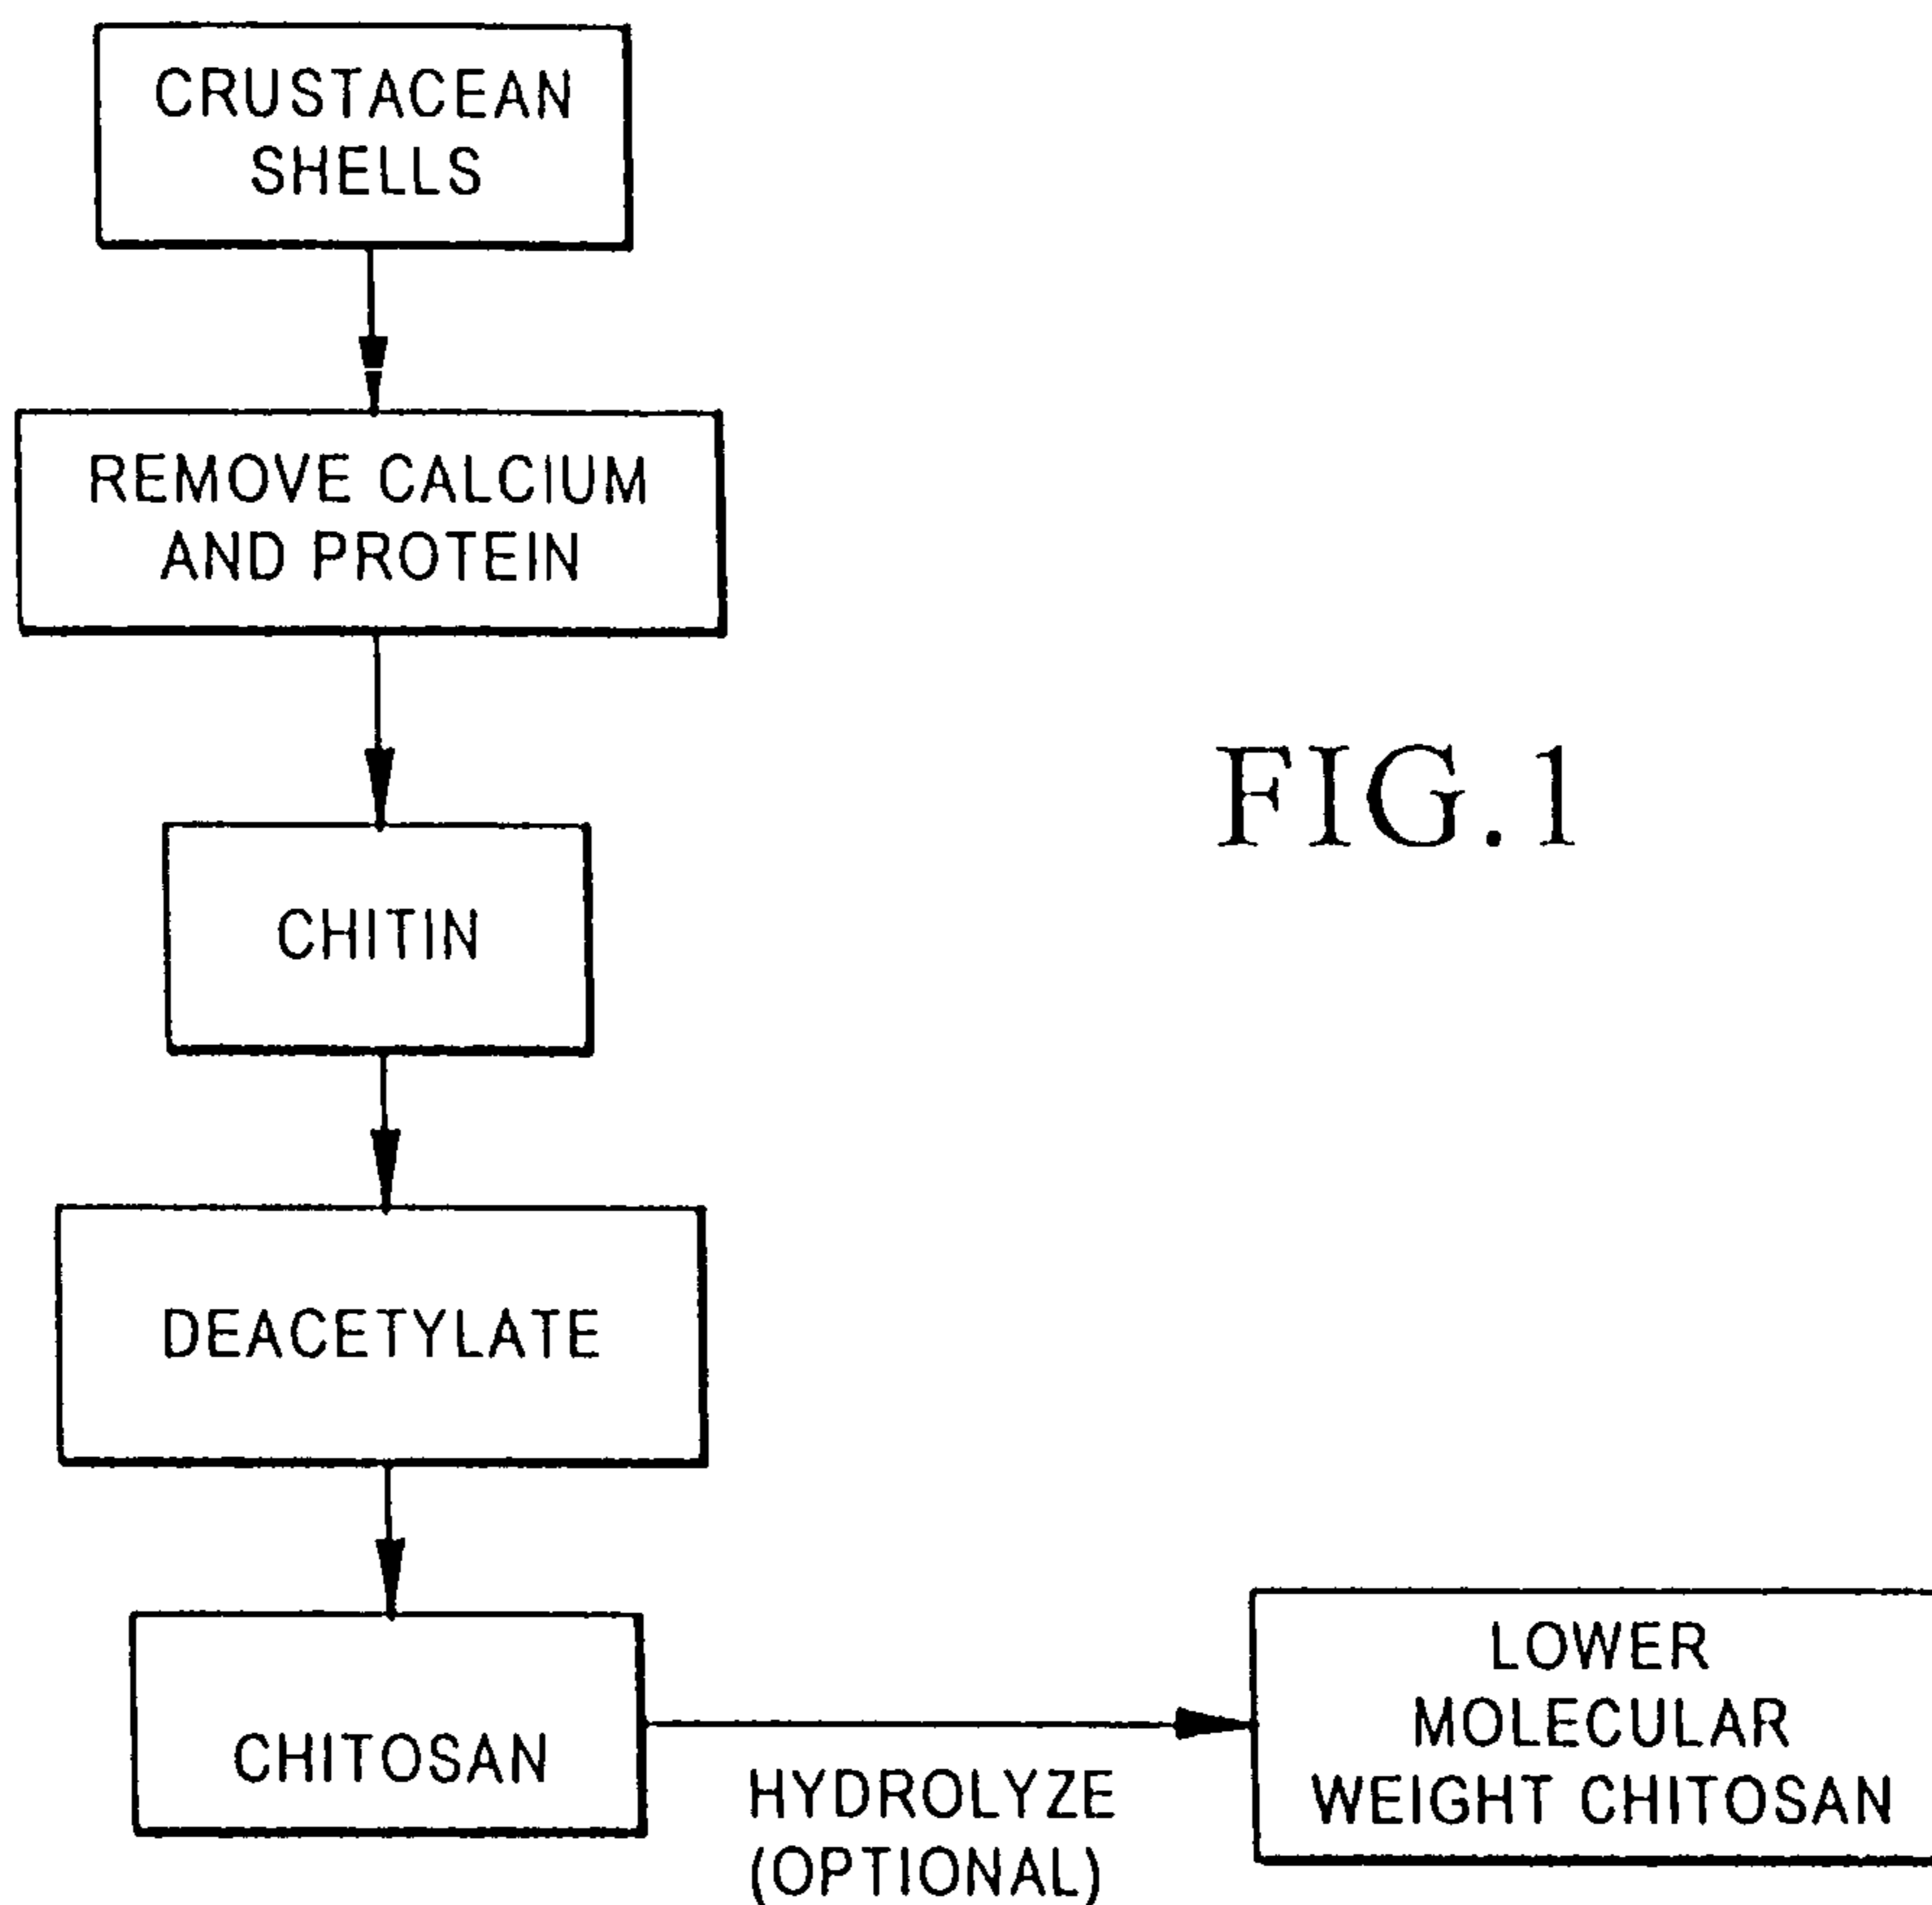 CRUSTACEAN
SHELLS
REMOVE CALCIUM
AND PROTEIN
FIG.1
CHITIN
DEACETYLATE
CHITOSAN
HYDROLYZE
(OPTIONAL)
LOWER
MOLECULAR
WEIGHT CHITOSAN